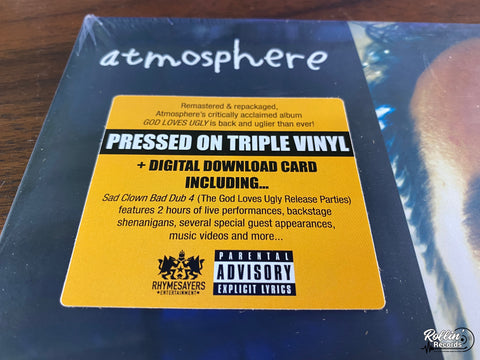 atmosphere
Remastered & repackaged,
Atmosphere's critically acclaimed album
GOD LOVES UGLY is back and uglier than ever!
PRESSED ON TRIPLE VINYL
+ DIGITAL DOWNLOAD CARD
INCLUDING...
Sad Clown Bad Dub 4 (The God Loves Ugly Release Parties)
features 2 hours of live performances, backstage
shenanigans, several special guest appearances,
music videos and more...
RHYMESAYERS
ENTERTAINMENT
PARENTAL
ADVISORY
EXPLICIT LYRICS
Rollin'
Records